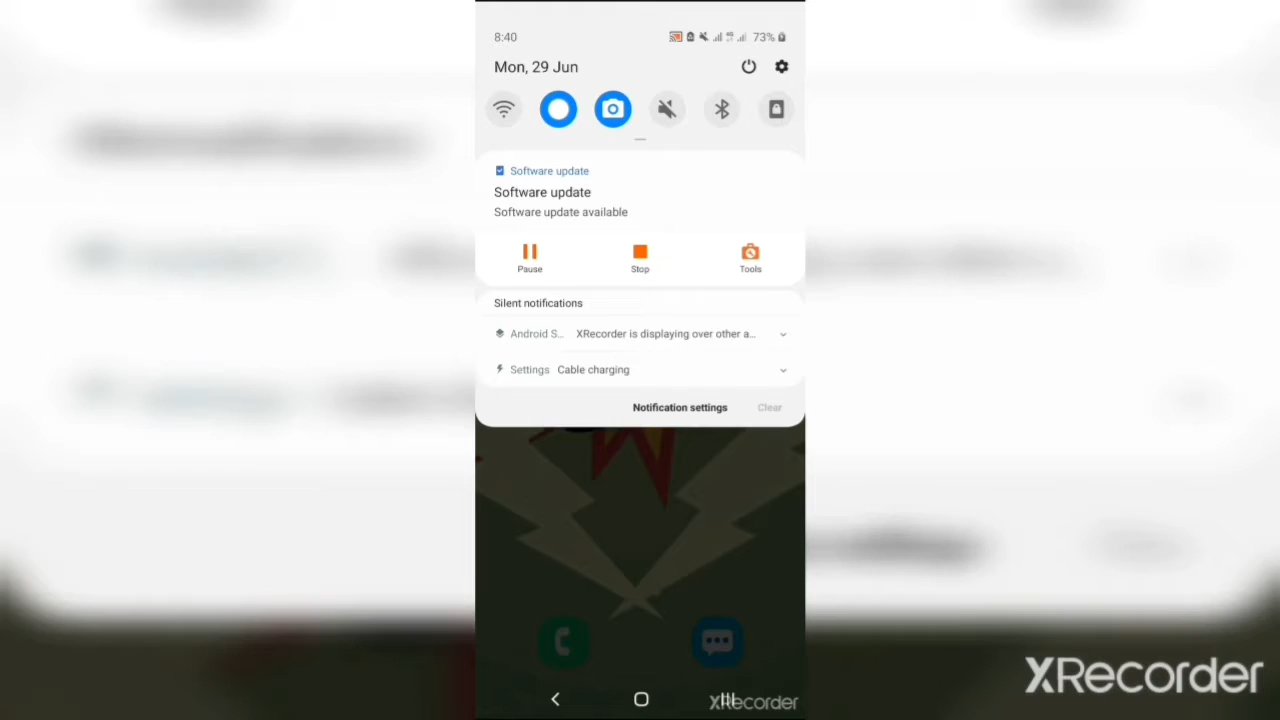 8:40
73%
Mon, 29 Jun
Software update
Software update
Software update available
Pause
Stop
Tools
Silent notifications
Android S... XRecorder is displaying over other a...
Settings Cable charging
Notification settings
Clear
XRecorder
XRecorder